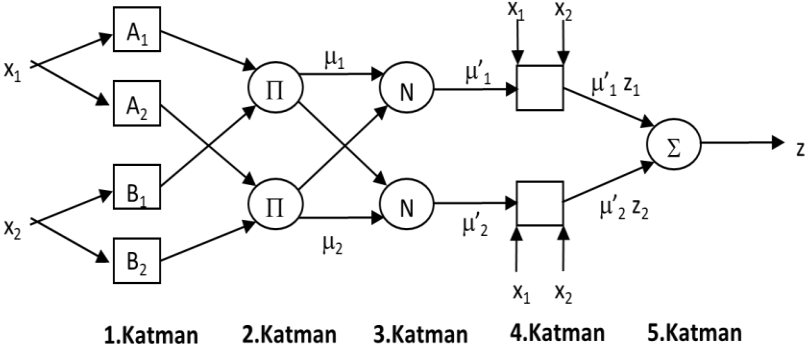 x₁ x₂
A₁
x₁
A₂
Π
μ₁
N
μ′₁
μ′₁ z₁
Σ
z
B₁
x₂
B₂
Π
μ₂
N
μ′₂
μ′₂ z₂
x₁ x₂
1.Katman 2.Katman 3.Katman 4.Katman 5.Katman